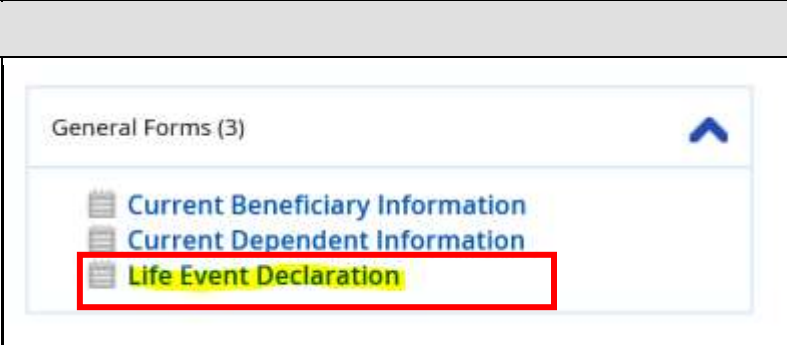 General Forms (3)
Current Beneficiary Information
Current Dependent Information
Life Event Declaration